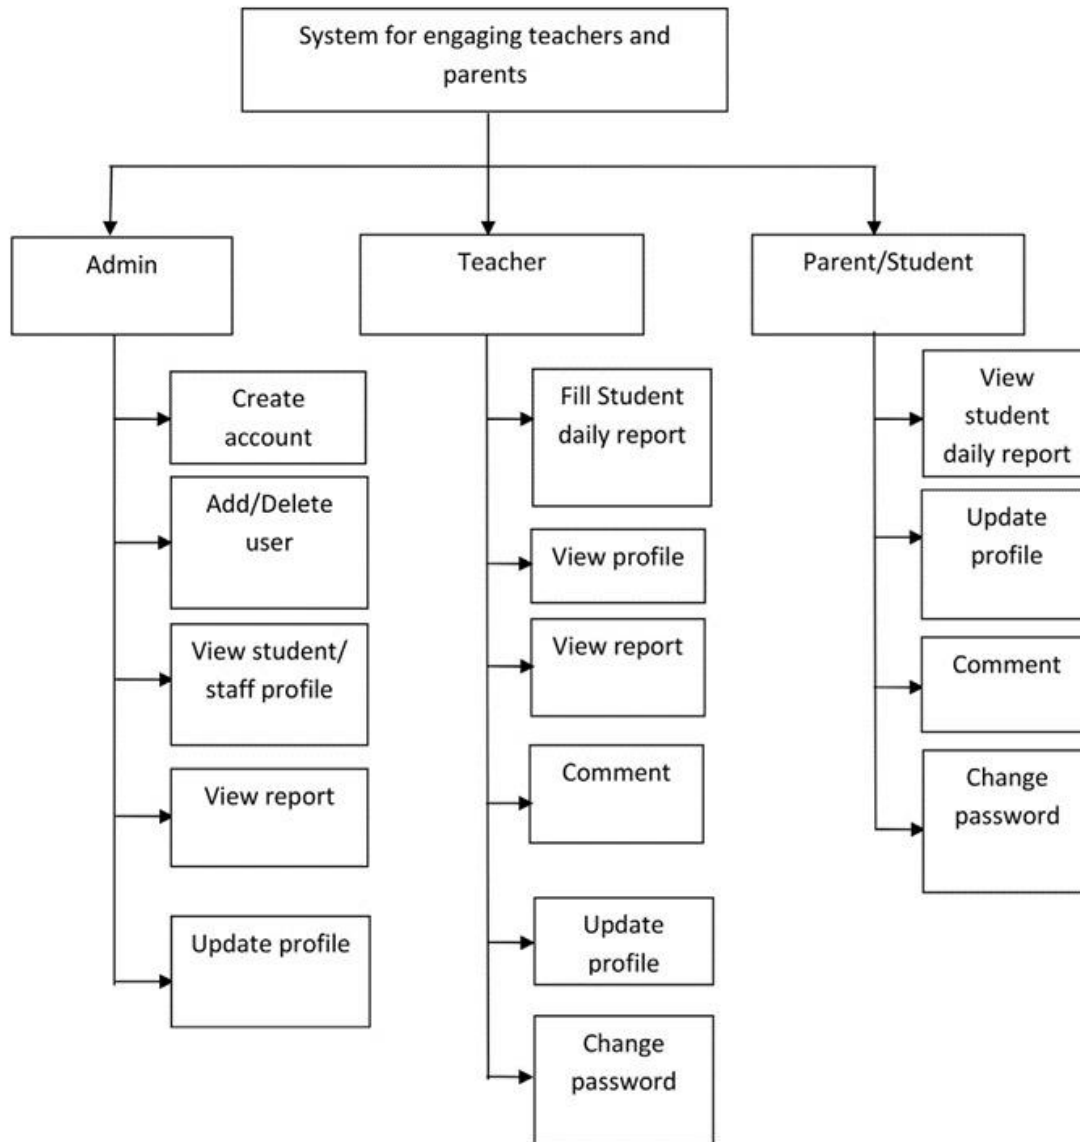 System for engaging teachers and
parents
Admin
Teacher
Parent/Student
Create
account
Add/Delete
user
View student/
staff profile
View report
Update profile
Fill Student
daily report
View profile
View report
Comment
Update
profile
Change
password
View
student
daily report
Update
profile
Comment
Change
password